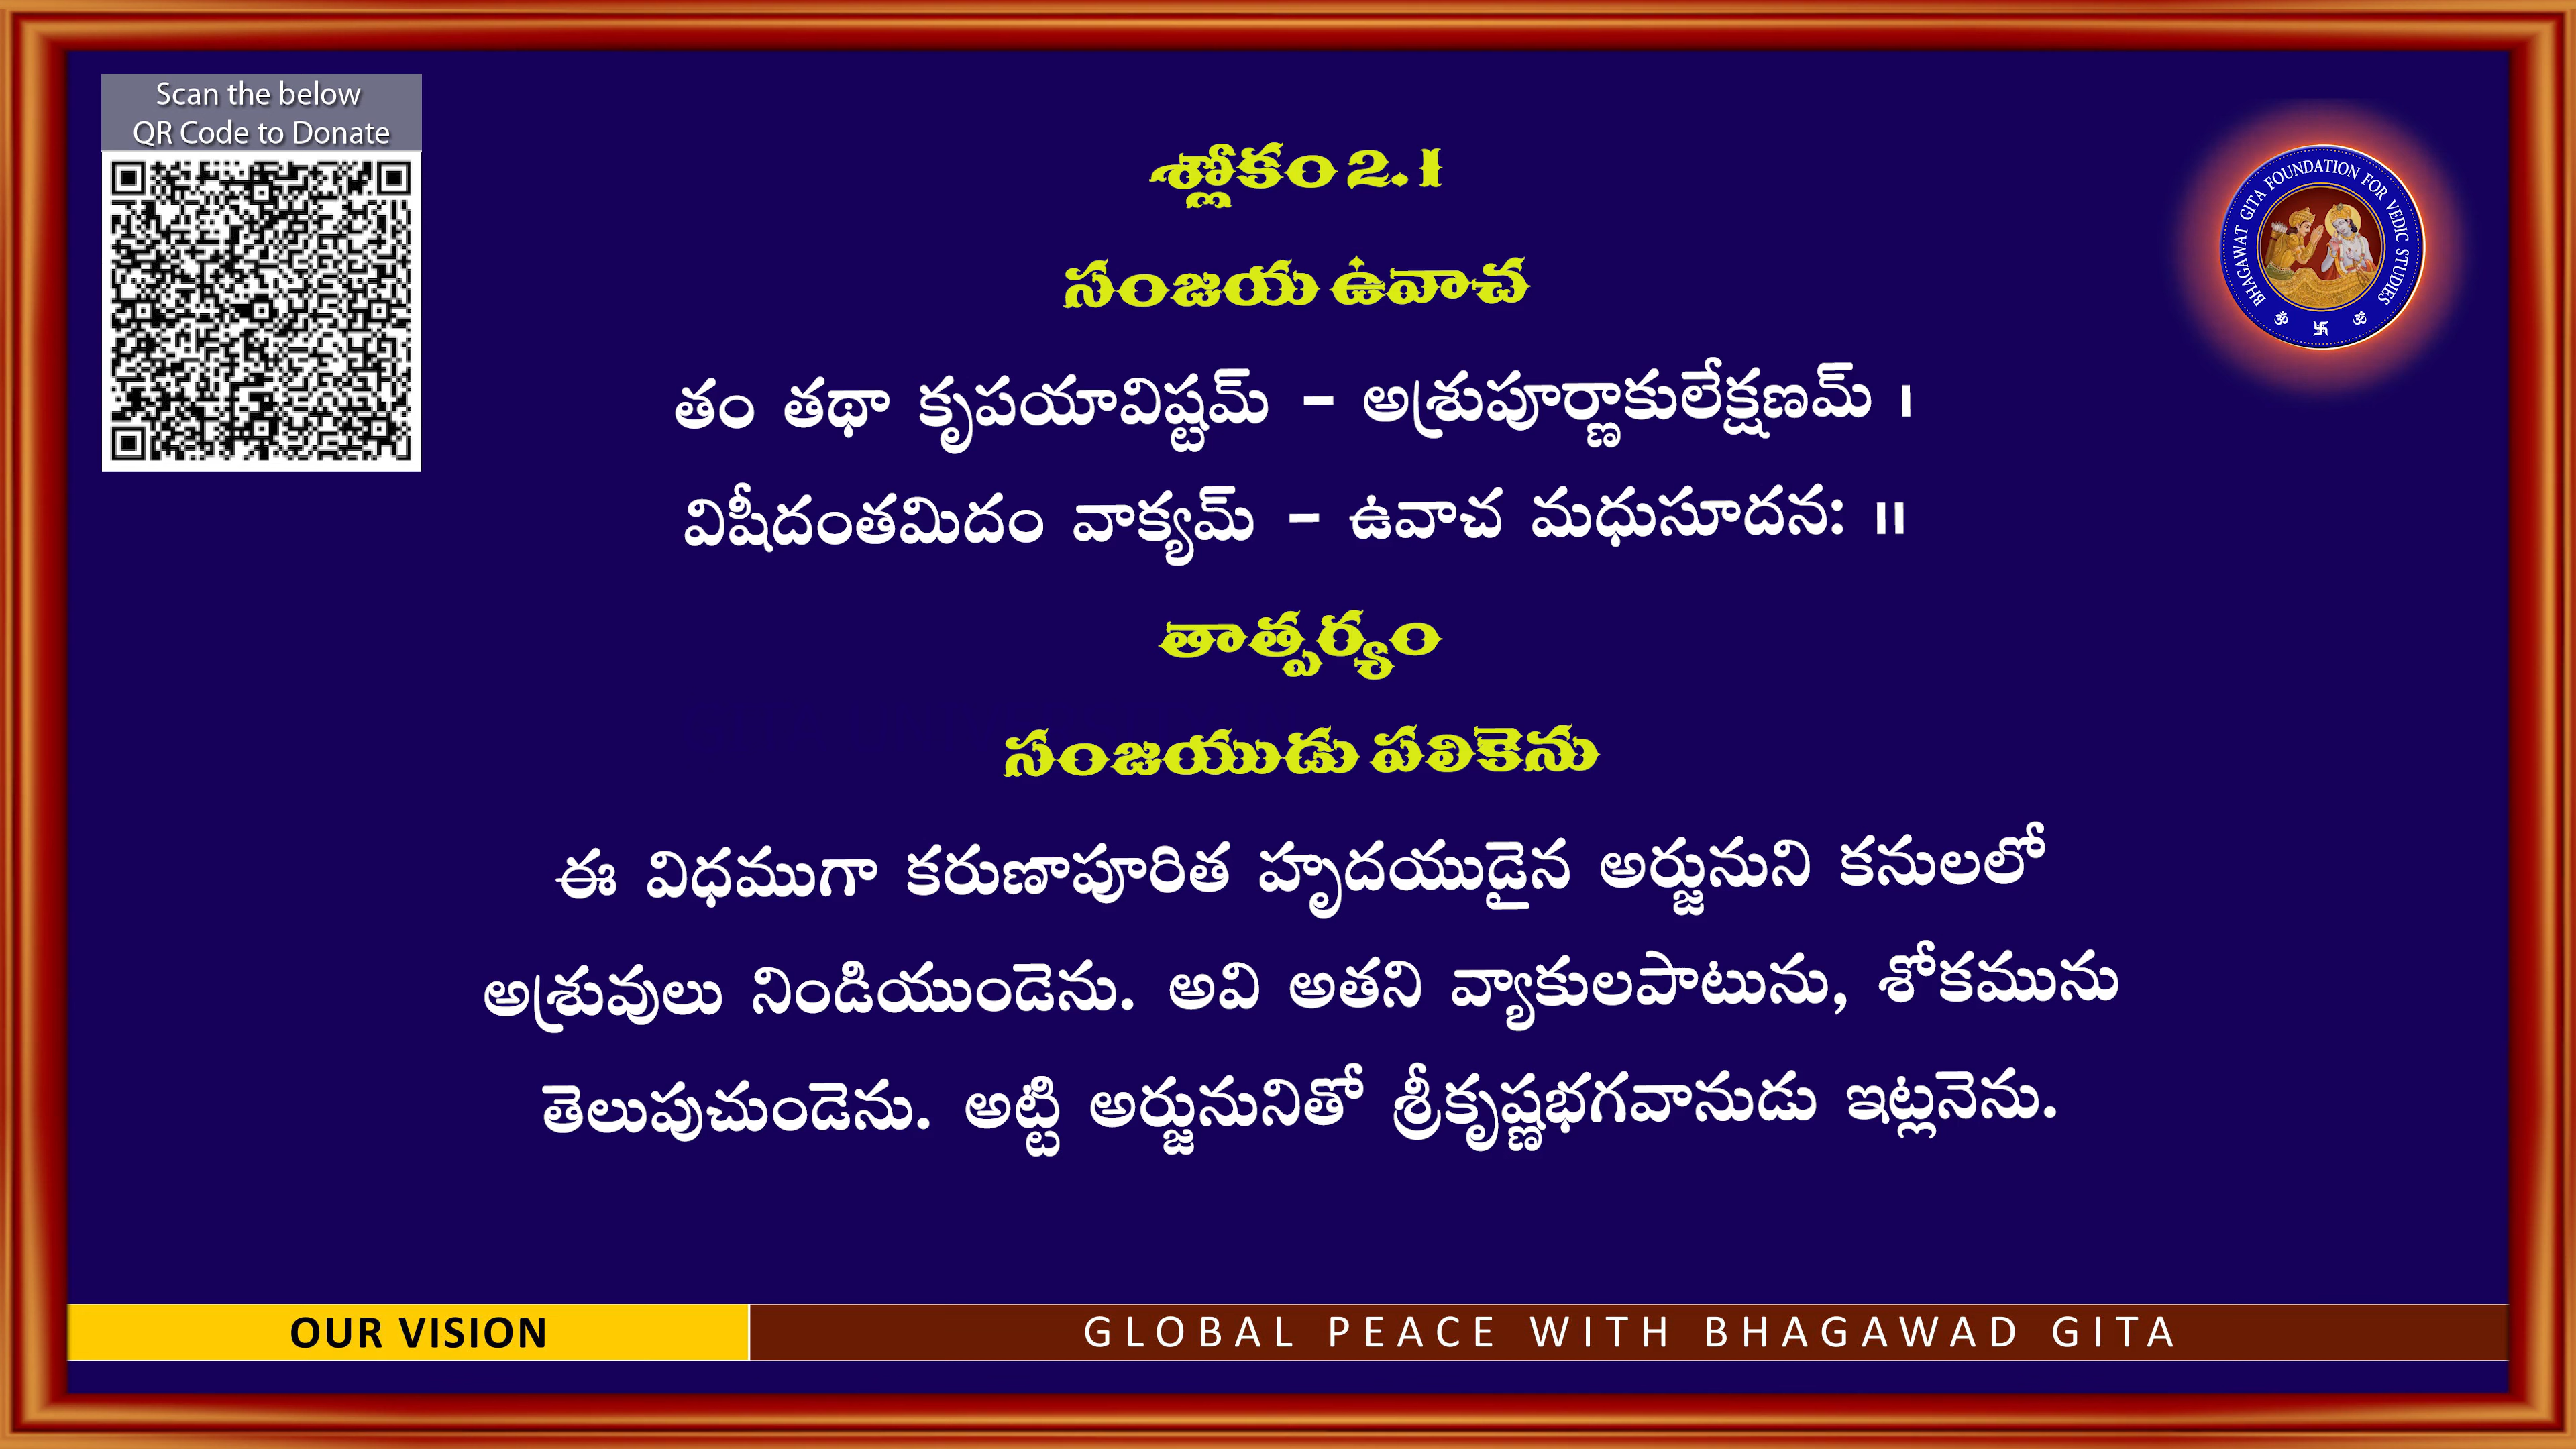 Scan the below
QR Code to Donate
శ్లోకం 2.1
సంజయ ఉవాచ
తం తథా కృపయావిష్టమ్ - అశ్రుపూర్ణాకులేక్షణమ్ ।
విషీదంతమిదం వాక్యమ్ - ఉవాచ మధుసూదనః ॥
తాత్పర్యం
సంజయుడు పలికెను
ఈ విధముగా కరుణాపూరిత హృదయుడైన అర్జునుని కనులలో
అశ్రువులు నిండియుండెను. అవి అతని వ్యాకులపాటును, శోకమును
తెలుపుచుండెను. అట్టి అర్జునునితో శ్రీకృష్ణభగవానుడు ఇట్లనెను.
BHAGAWAT GITA FOUNDATION FOR VEDIC STUDIES
ॐ 卐 ॐ
OUR VISION
GLOBAL PEACE WITH BHAGAWAD GITA